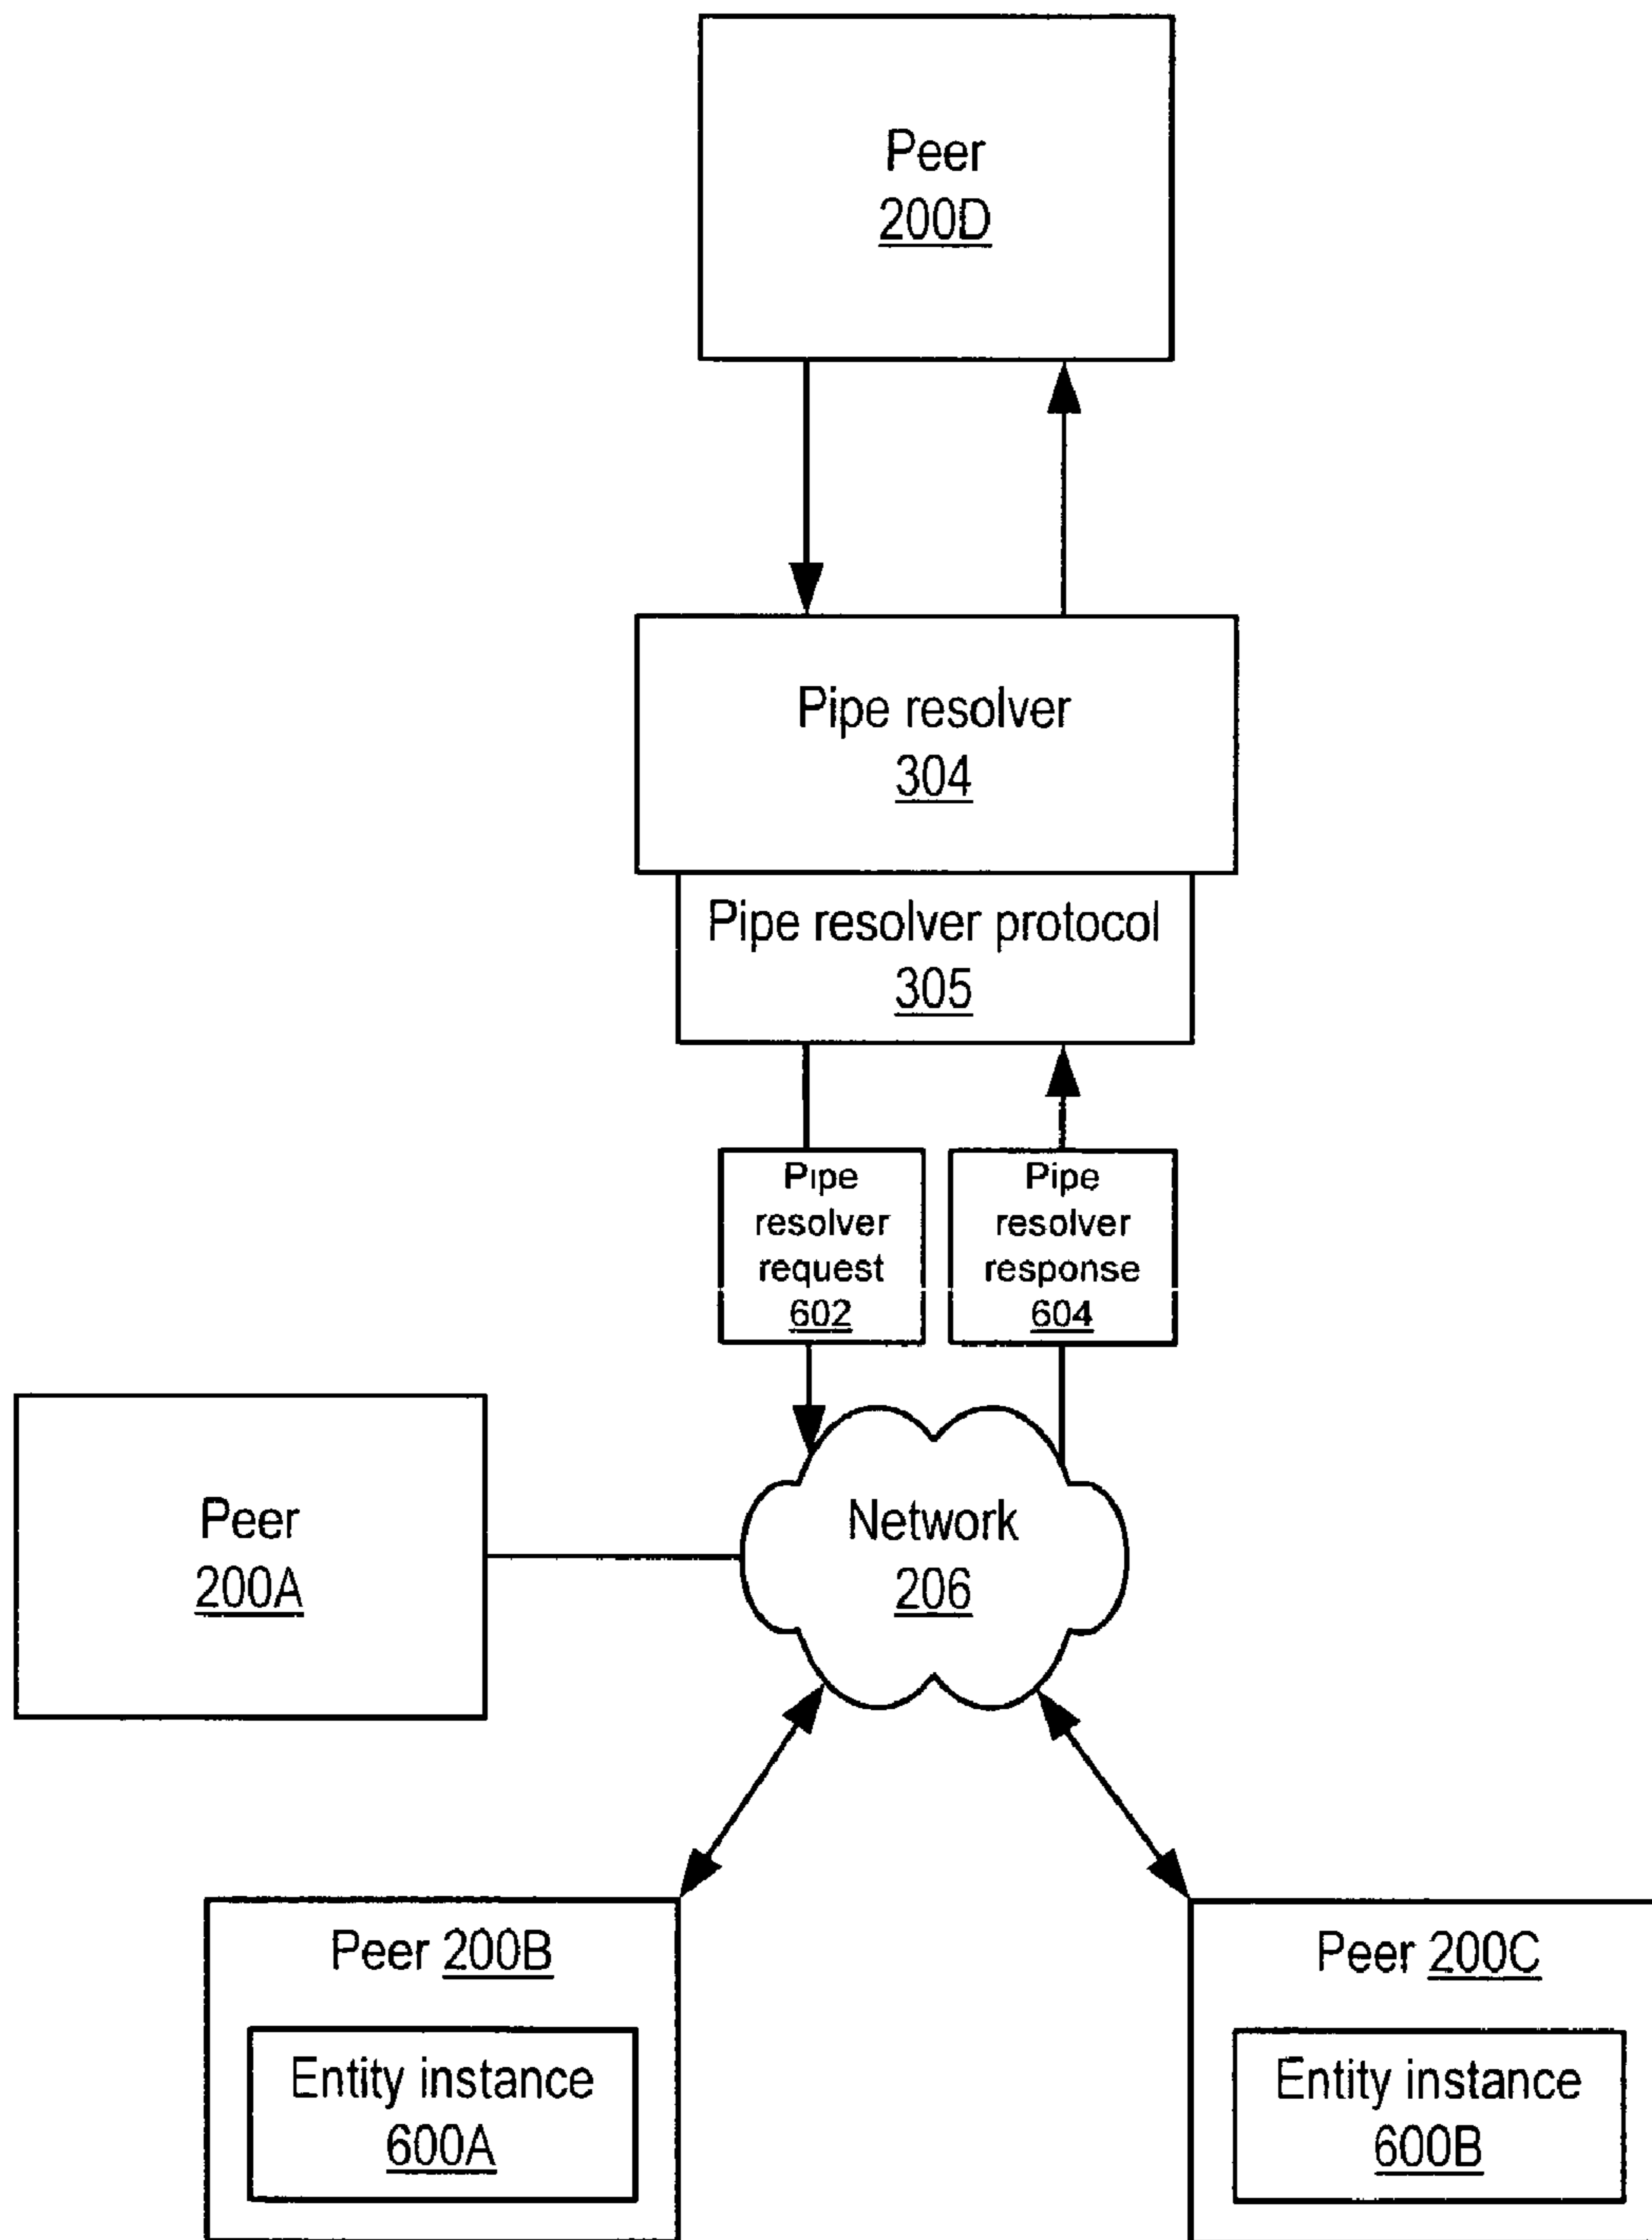 Peer
200D
Pipe resolver
304
Pipe resolver protocol
305
Pipe
resolver
request
602
Pipe
resolver
response
604
Peer
200A
Network
206
Peer 200B
Entity instance
600A
Peer 200C
Entity instance
600B